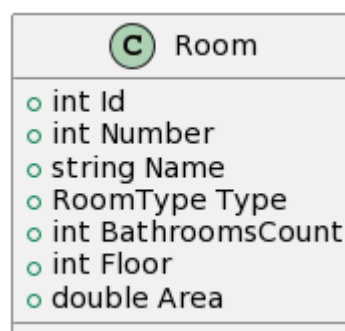 C Room
int Id
int Number
string Name
RoomType Type
int BathroomsCount
int Floor
double Area